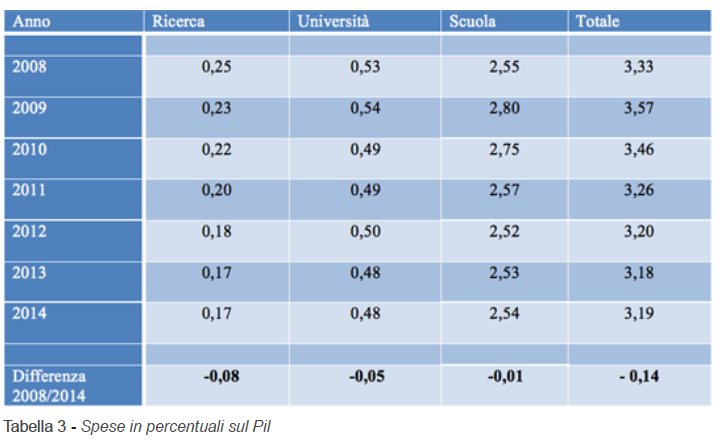 Anno Ricerca Università Scuola Totale
2008 0,25 0,53 2,55 3,33
2009 0,23 0,54 2,80 3,57
2010 0,22 0,49 2,75 3,46
2011 0,20 0,49 2,57 3,26
2012 0,18 0,50 2,52 3,20
2013 0,17 0,48 2,53 3,18
2014 0,17 0,48 2,54 3,19
Differenza
2008/2014 -0,08 -0,05 -0,01 - 0,14
Tabella 3 - Spese in percentuali sul Pil